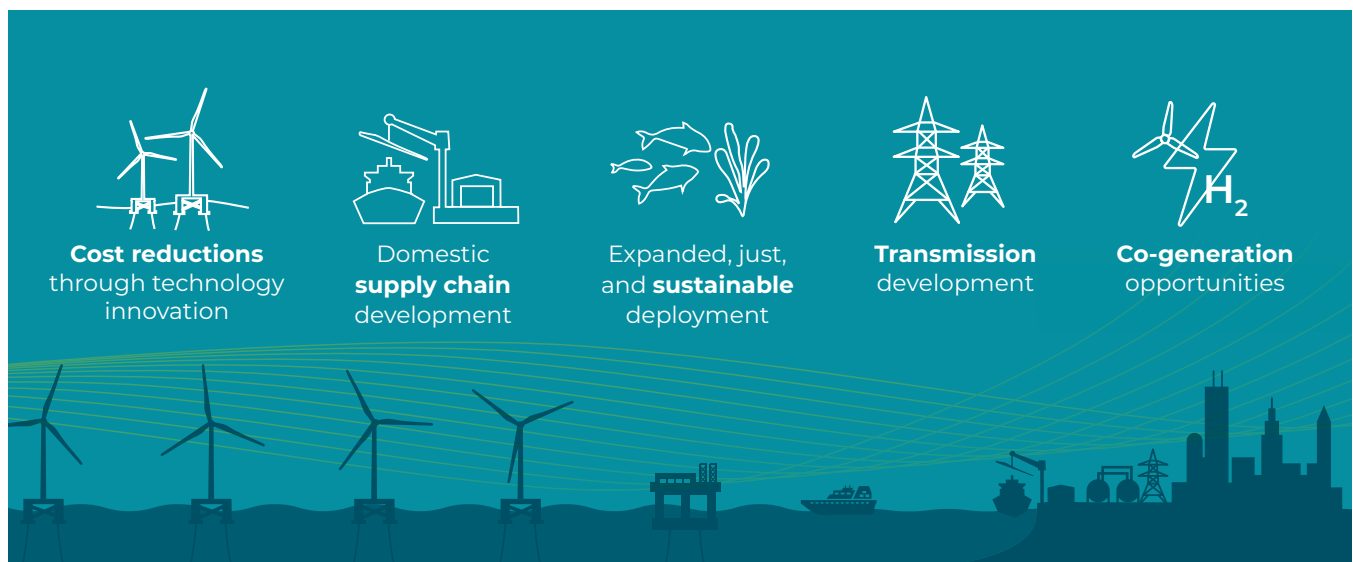 H2
Cost reductions
through technology
innovation
Domestic
supply chain
development
Expanded, just,
and sustainable
deployment
Transmission
development
Co-generation
opportunities